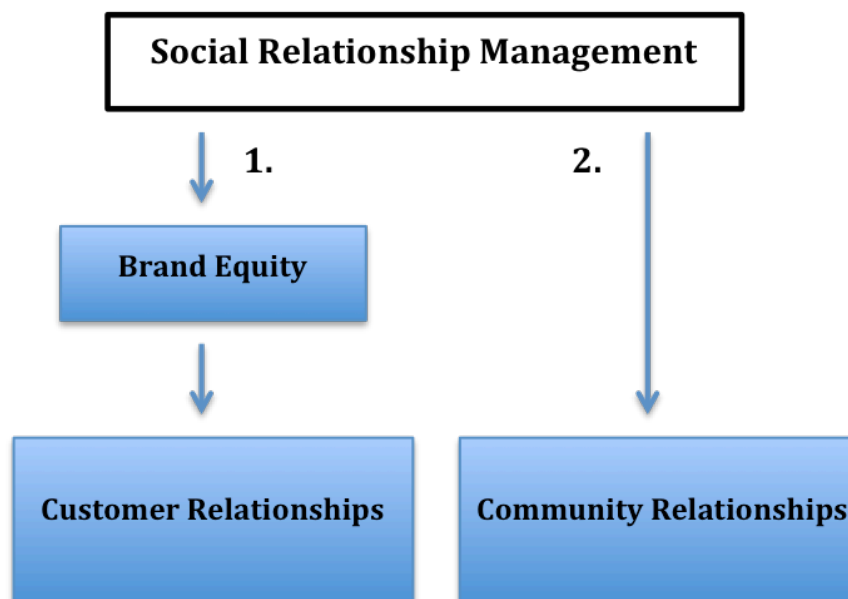 Social Relationship Management
1.
2.
Brand Equity
Customer Relationships
Community Relationships